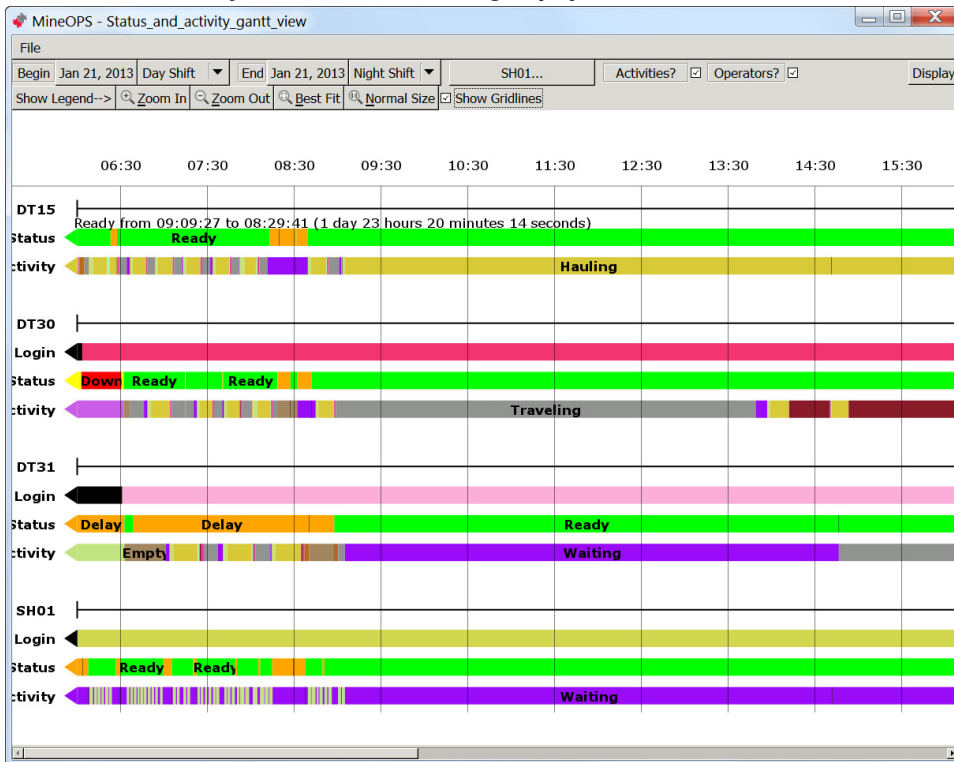 MineOPS - Status_and_activity_gantt_view
File
Begin Jan 21, 2013 Day Shift End Jan 21, 2013 Night Shift SH01... Activities? Operators? Display
Show Legend--> Zoom In Zoom Out Best Fit Normal Size Show Gridlines
06:30 07:30 08:30 09:30 10:30 11:30 12:30 13:30 14:30 15:30
DT15
Ready from 09:09:27 to 08:29:41 (1 day 23 hours 20 minutes 14 seconds)
Status Ready
ctivity Hauling
DT30
Login
Status Down Ready Ready
ctivity Traveling
DT31
Login
Status Delay Delay Ready
ctivity Empty Waiting
SH01
Login
Status Ready Ready
ctivity Waiting